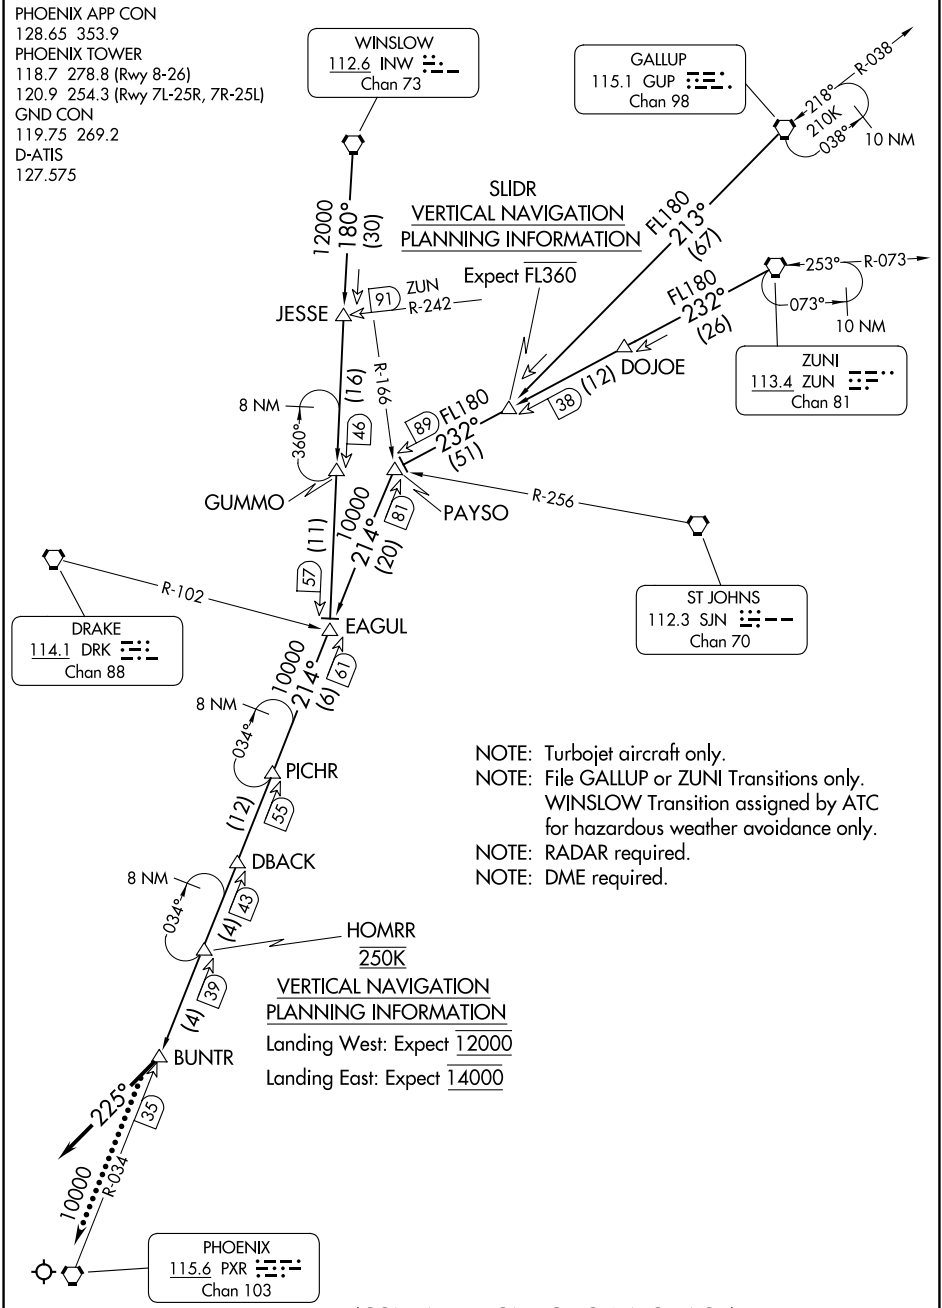 PHOENIX APP CON
128.65 353.9
PHOENIX TOWER
118.7 278.8 (Rwy 8-26)
120.9 254.3 (Rwy 7L-25R, 7R-25L)
GND CON
119.75 269.2
D-ATIS
127.575
WINSLOW
112.6 INW
Chan 73
GALLUP
115.1 GUP
Chan 98
R-038
218°
210K
038°
10 NM
12000
180°
(30)
SLIDR
VERTICAL NAVIGATION
PLANNING INFORMATION
Expect FL360
FL180
213°
(67)
253°
R-073
073°
10 NM
FL180
232°
(26)
ZUNI
113.4 ZUN
Chan 81
JESSE
91
ZUN
R-242
R-166
DOJOE
(12)
38
8 NM
360°
(16)
46
89
FL180
232°
(51)
GUMMO
PAYSO
R-256
81
10000
214°
(20)
(11)
57
ST JOHNS
112.3 SJN
Chan 70
R-102
DRAKE
114.1 DRK
Chan 88
EAGUL
61
10000
214°
(6)
8 NM
034°
PICHR
55
(12)
NOTE: Turbojet aircraft only.
NOTE: File GALLUP or ZUNI Transitions only.
WINSLOW Transition assigned by ATC
for hazardous weather avoidance only.
NOTE: RADAR required.
NOTE: DME required.
DBACK
43
(4)
8 NM
034°
HOMRR
250K
VERTICAL NAVIGATION
PLANNING INFORMATION
Landing West: Expect 12000
Landing East: Expect 14000
39
(4)
BUNTR
225°
35
10000
R-034
PHOENIX
115.6 PXR
Chan 103